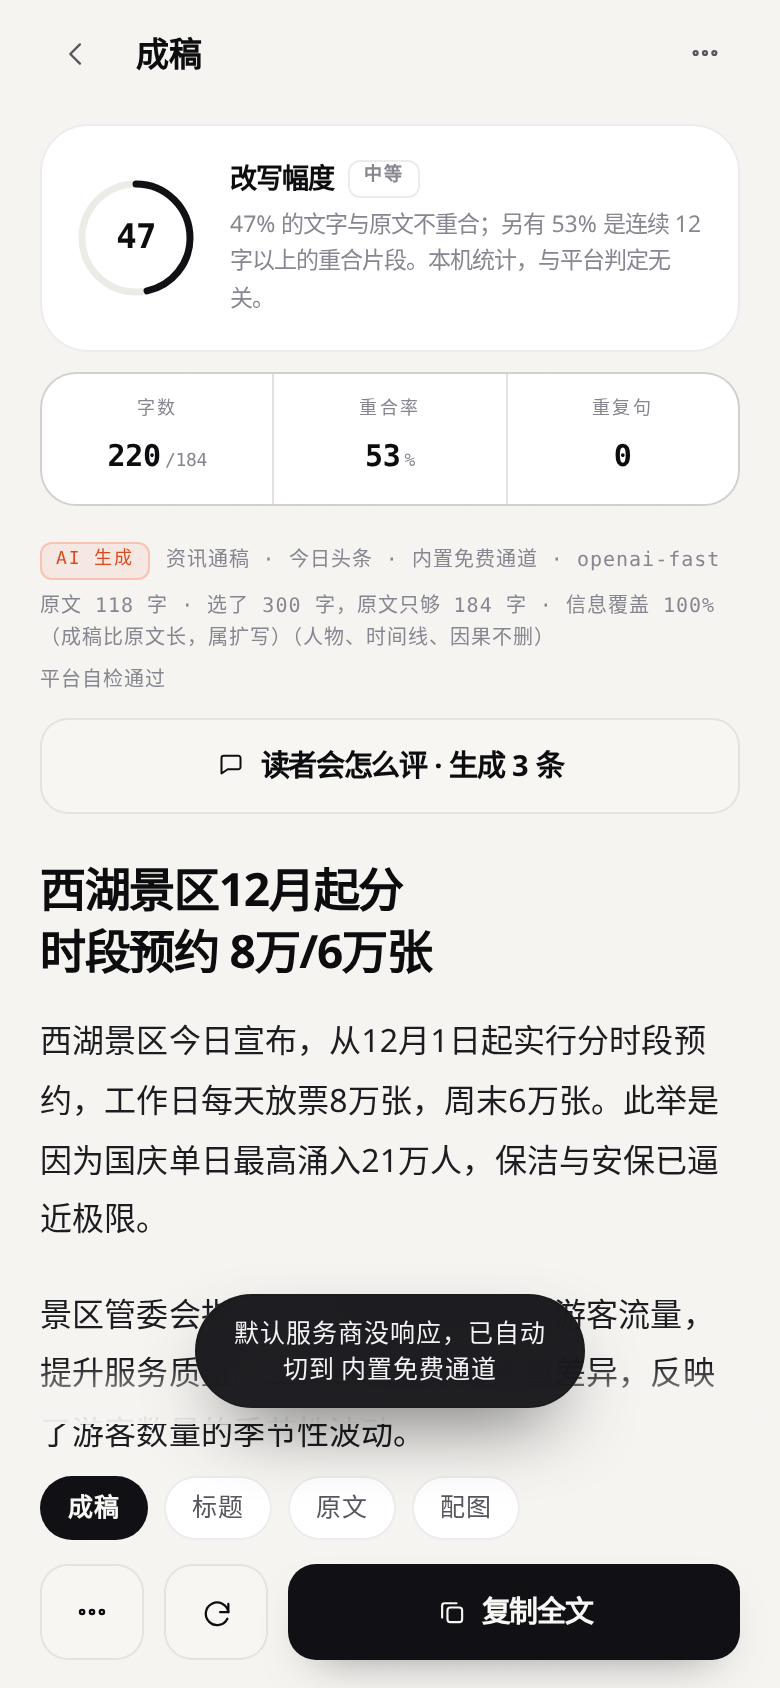 成稿
47
改写幅度 中等
47% 的文字与原文不重合；另有 53% 是连续 12
字以上的重合片段。本机统计，与平台判定无
关。
字数 重合率 重复句
220 /184 53 % 0
AI 生成 资讯通稿 · 今日头条 · 内置免费通道 · openai-fast
原文 118 字 · 选了 300 字，原文只够 184 字 · 信息覆盖 100%
（成稿比原文长，属扩写）（人物、时间线、因果不删）
平台自检通过
读者会怎么评 · 生成 3 条
西湖景区12月起分
时段预约 8万/6万张
西湖景区今日宣布，从12月1日起实行分时段预
约，工作日每天放票8万张，周末6万张。此举是
因为国庆单日最高涌入21万人，保洁与安保已逼
近极限。
景区管委会 游客流量，
提升服务质 差异，反映
了游客数量的季节性波动。
默认服务商没响应，已自动
切到 内置免费通道
成稿 标题 原文 配图
复制全文